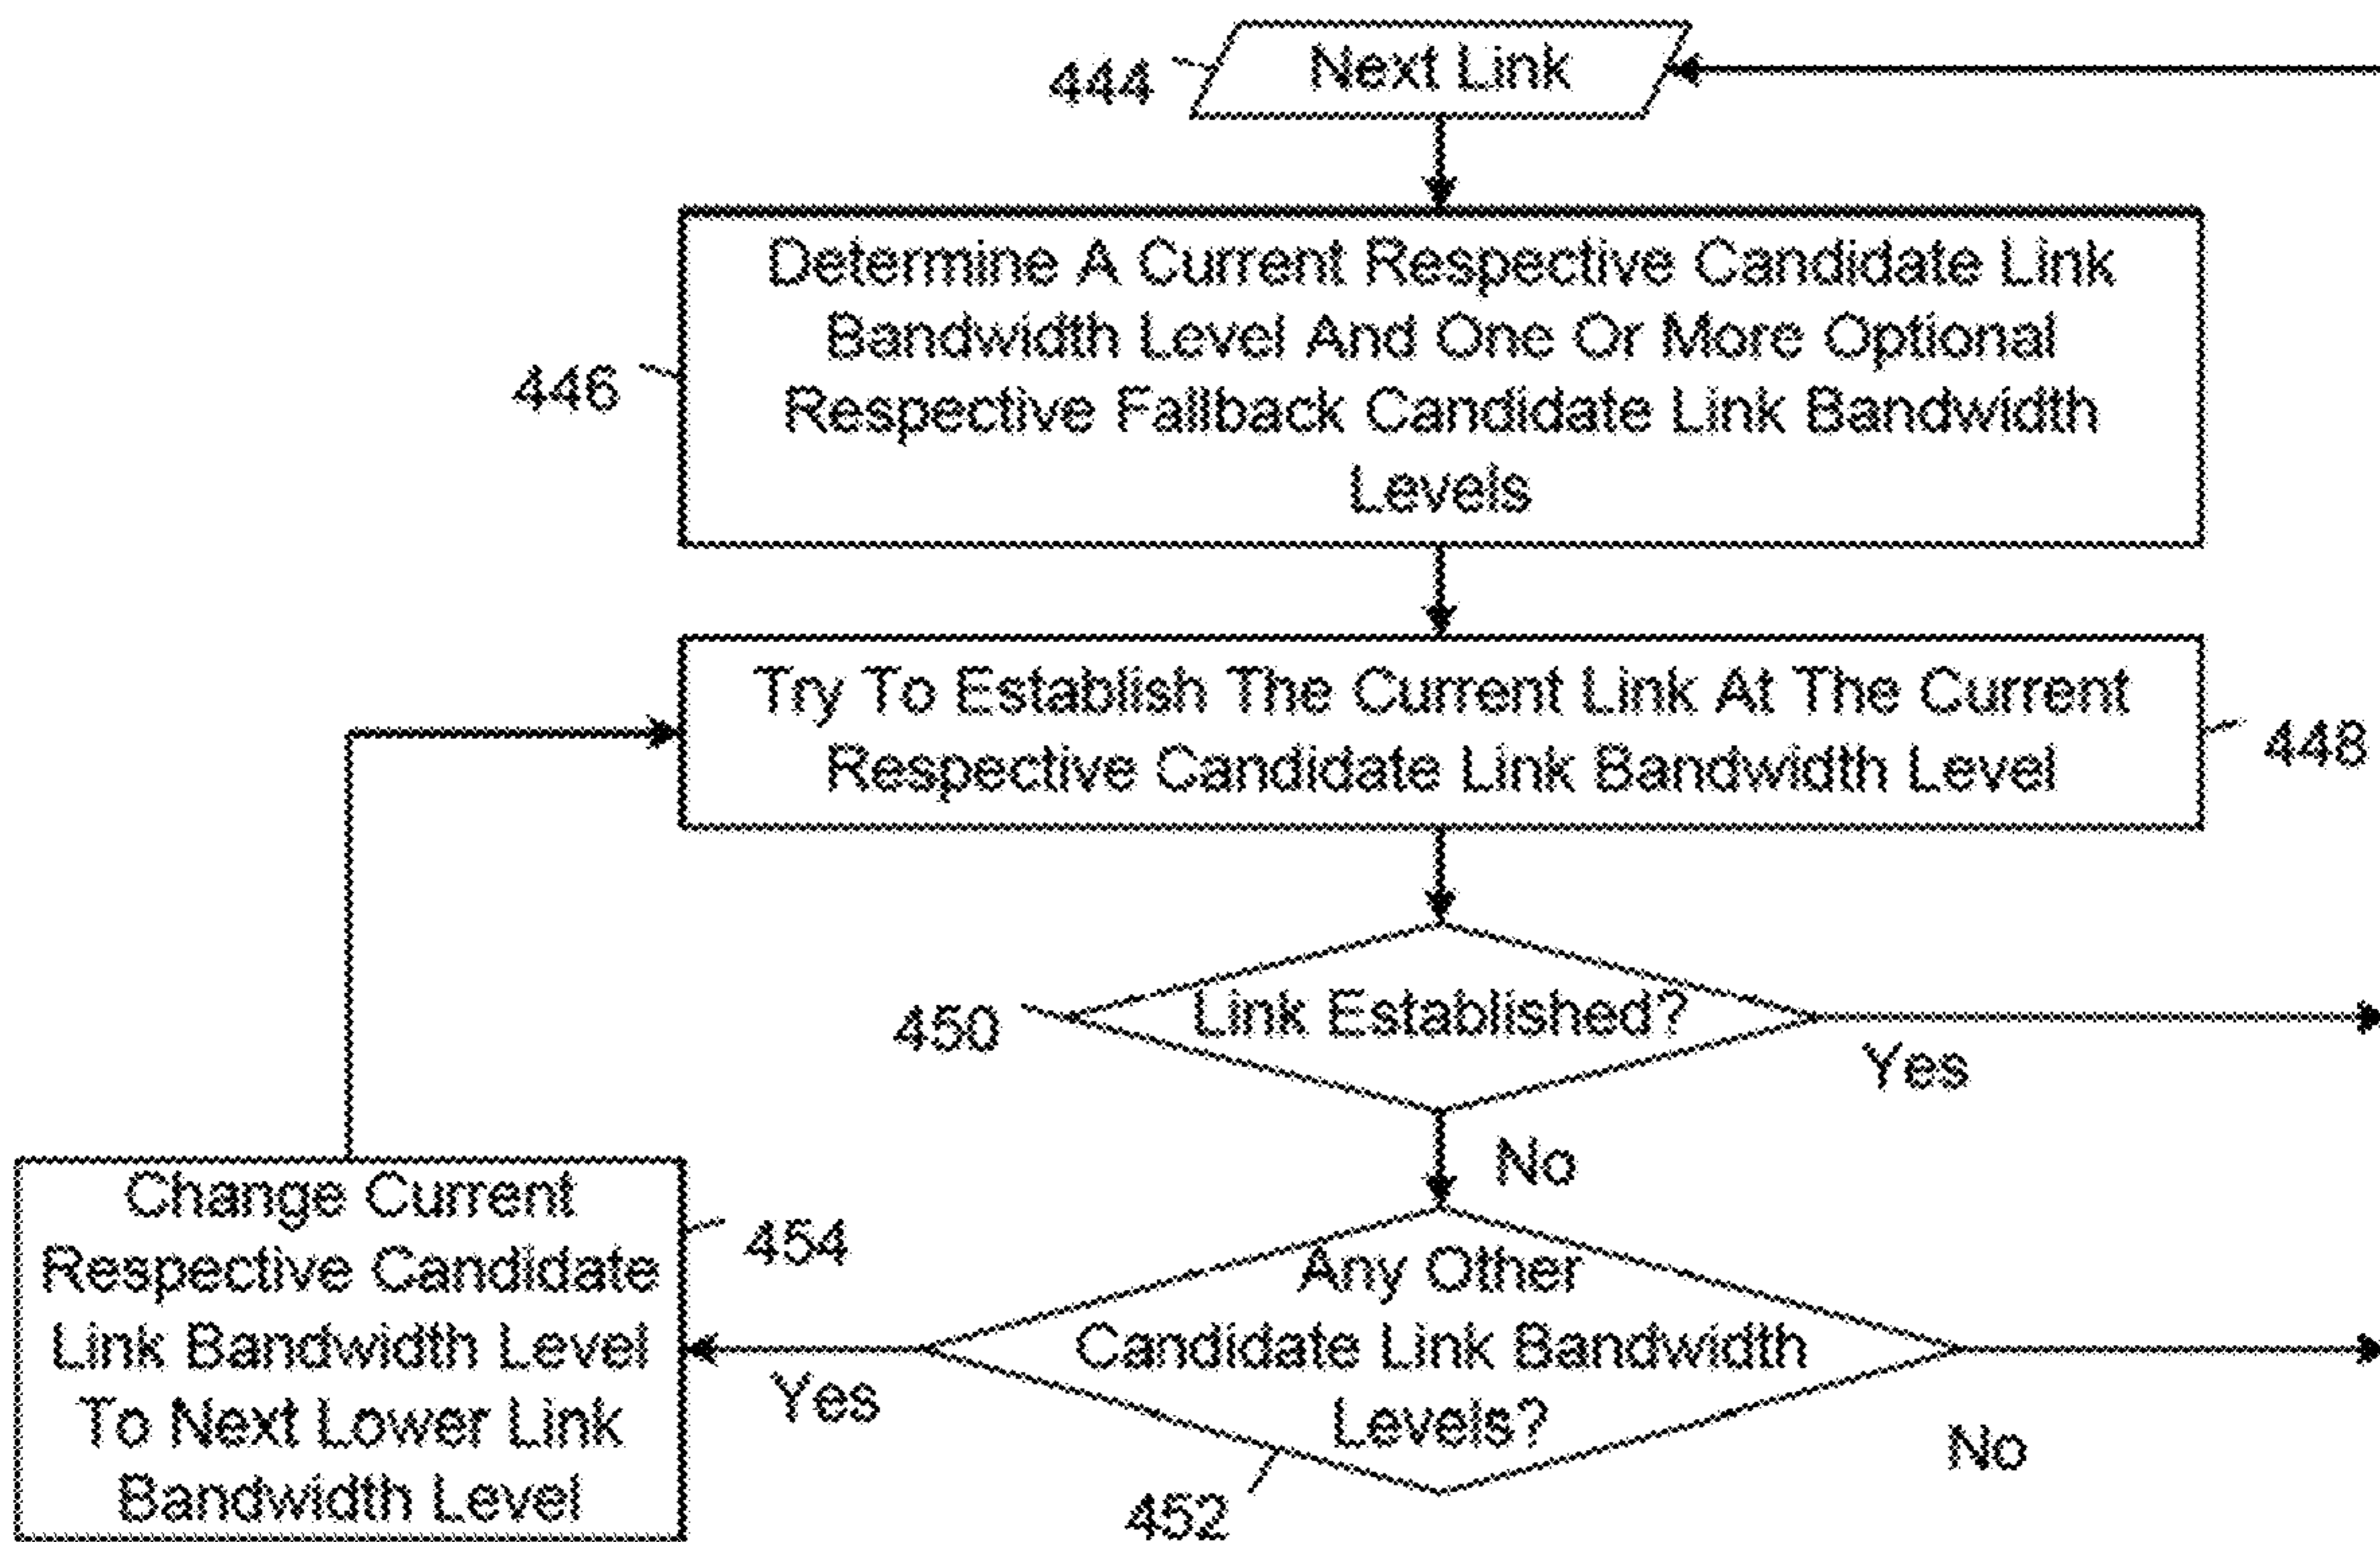 444
Next Link
Determine A Current Respective Candidate Link
Bandwidth Level And One Or More Optional
Respective Fallback Candidate Link Bandwidth
Levels
446
Try To Establish The Current Link At The Current
Respective Candidate Link Bandwidth Level
448
Link Established?
450
Yes
No
Change Current
Respective Candidate
Link Bandwidth Level
To Next Lower Link
Bandwidth Level
454
Yes
Any Other
Candidate Link Bandwidth
Levels?
No
452